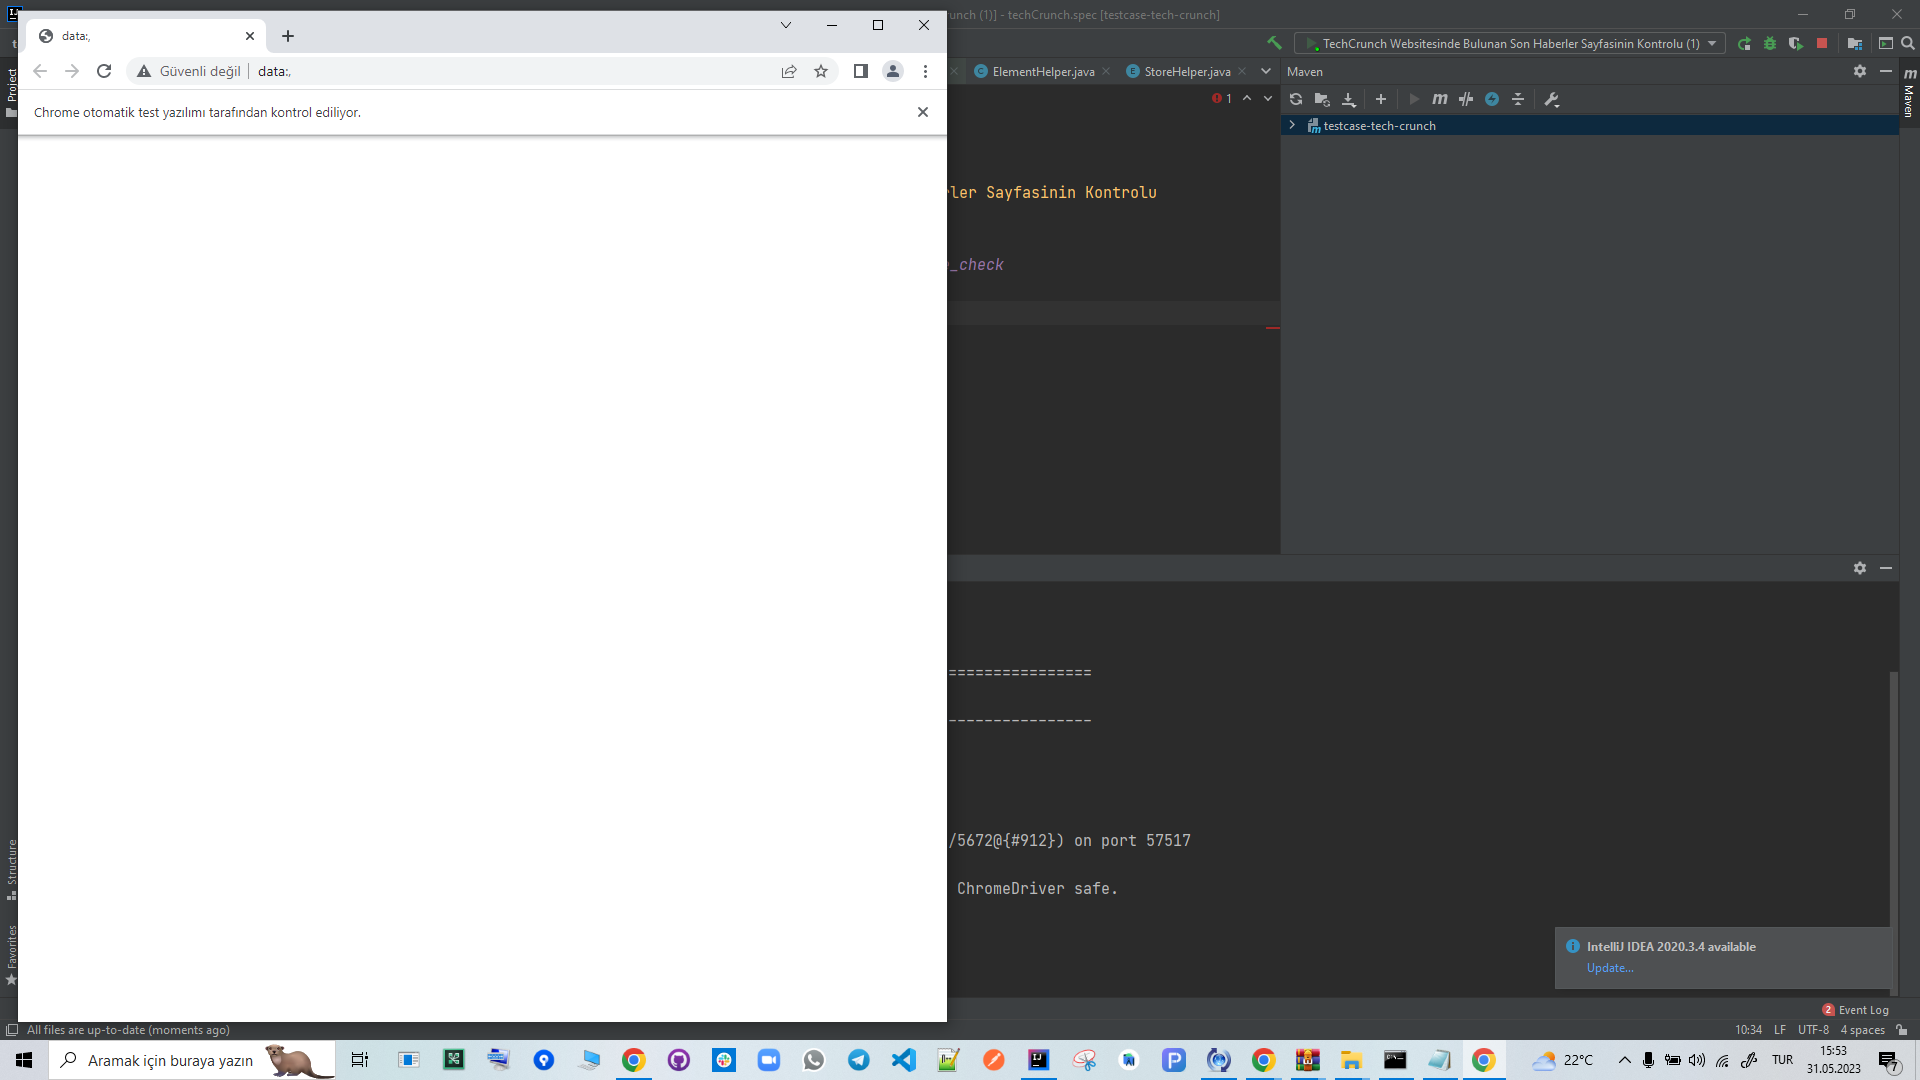 data:,
Güvenli değil
data:,
Chrome otomatik test yazılımı tarafından kontrol ediliyor.
unch (1)] - techCrunch.spec [testcase-tech-crunch]
TechCrunch Websitesinde Bulunan Son Haberler Sayfasinin Kontrolu (1)
ElementHelper.java
StoreHelper.java
Maven
1
testcase-tech-crunch
Project
Maven
rler Sayfasinin Kontrolu
_check
================
----------------
/5672@{#912}) on port 57517
ChromeDriver safe.
Structure
Favorites
IntelliJ IDEA 2020.3.4 available
Update...
2 Event Log
All files are up-to-date (moments ago)
10:34 LF UTF-8 4 spaces
Aramak için buraya yazın
22°C
TUR
15:53
31.05.2023
7